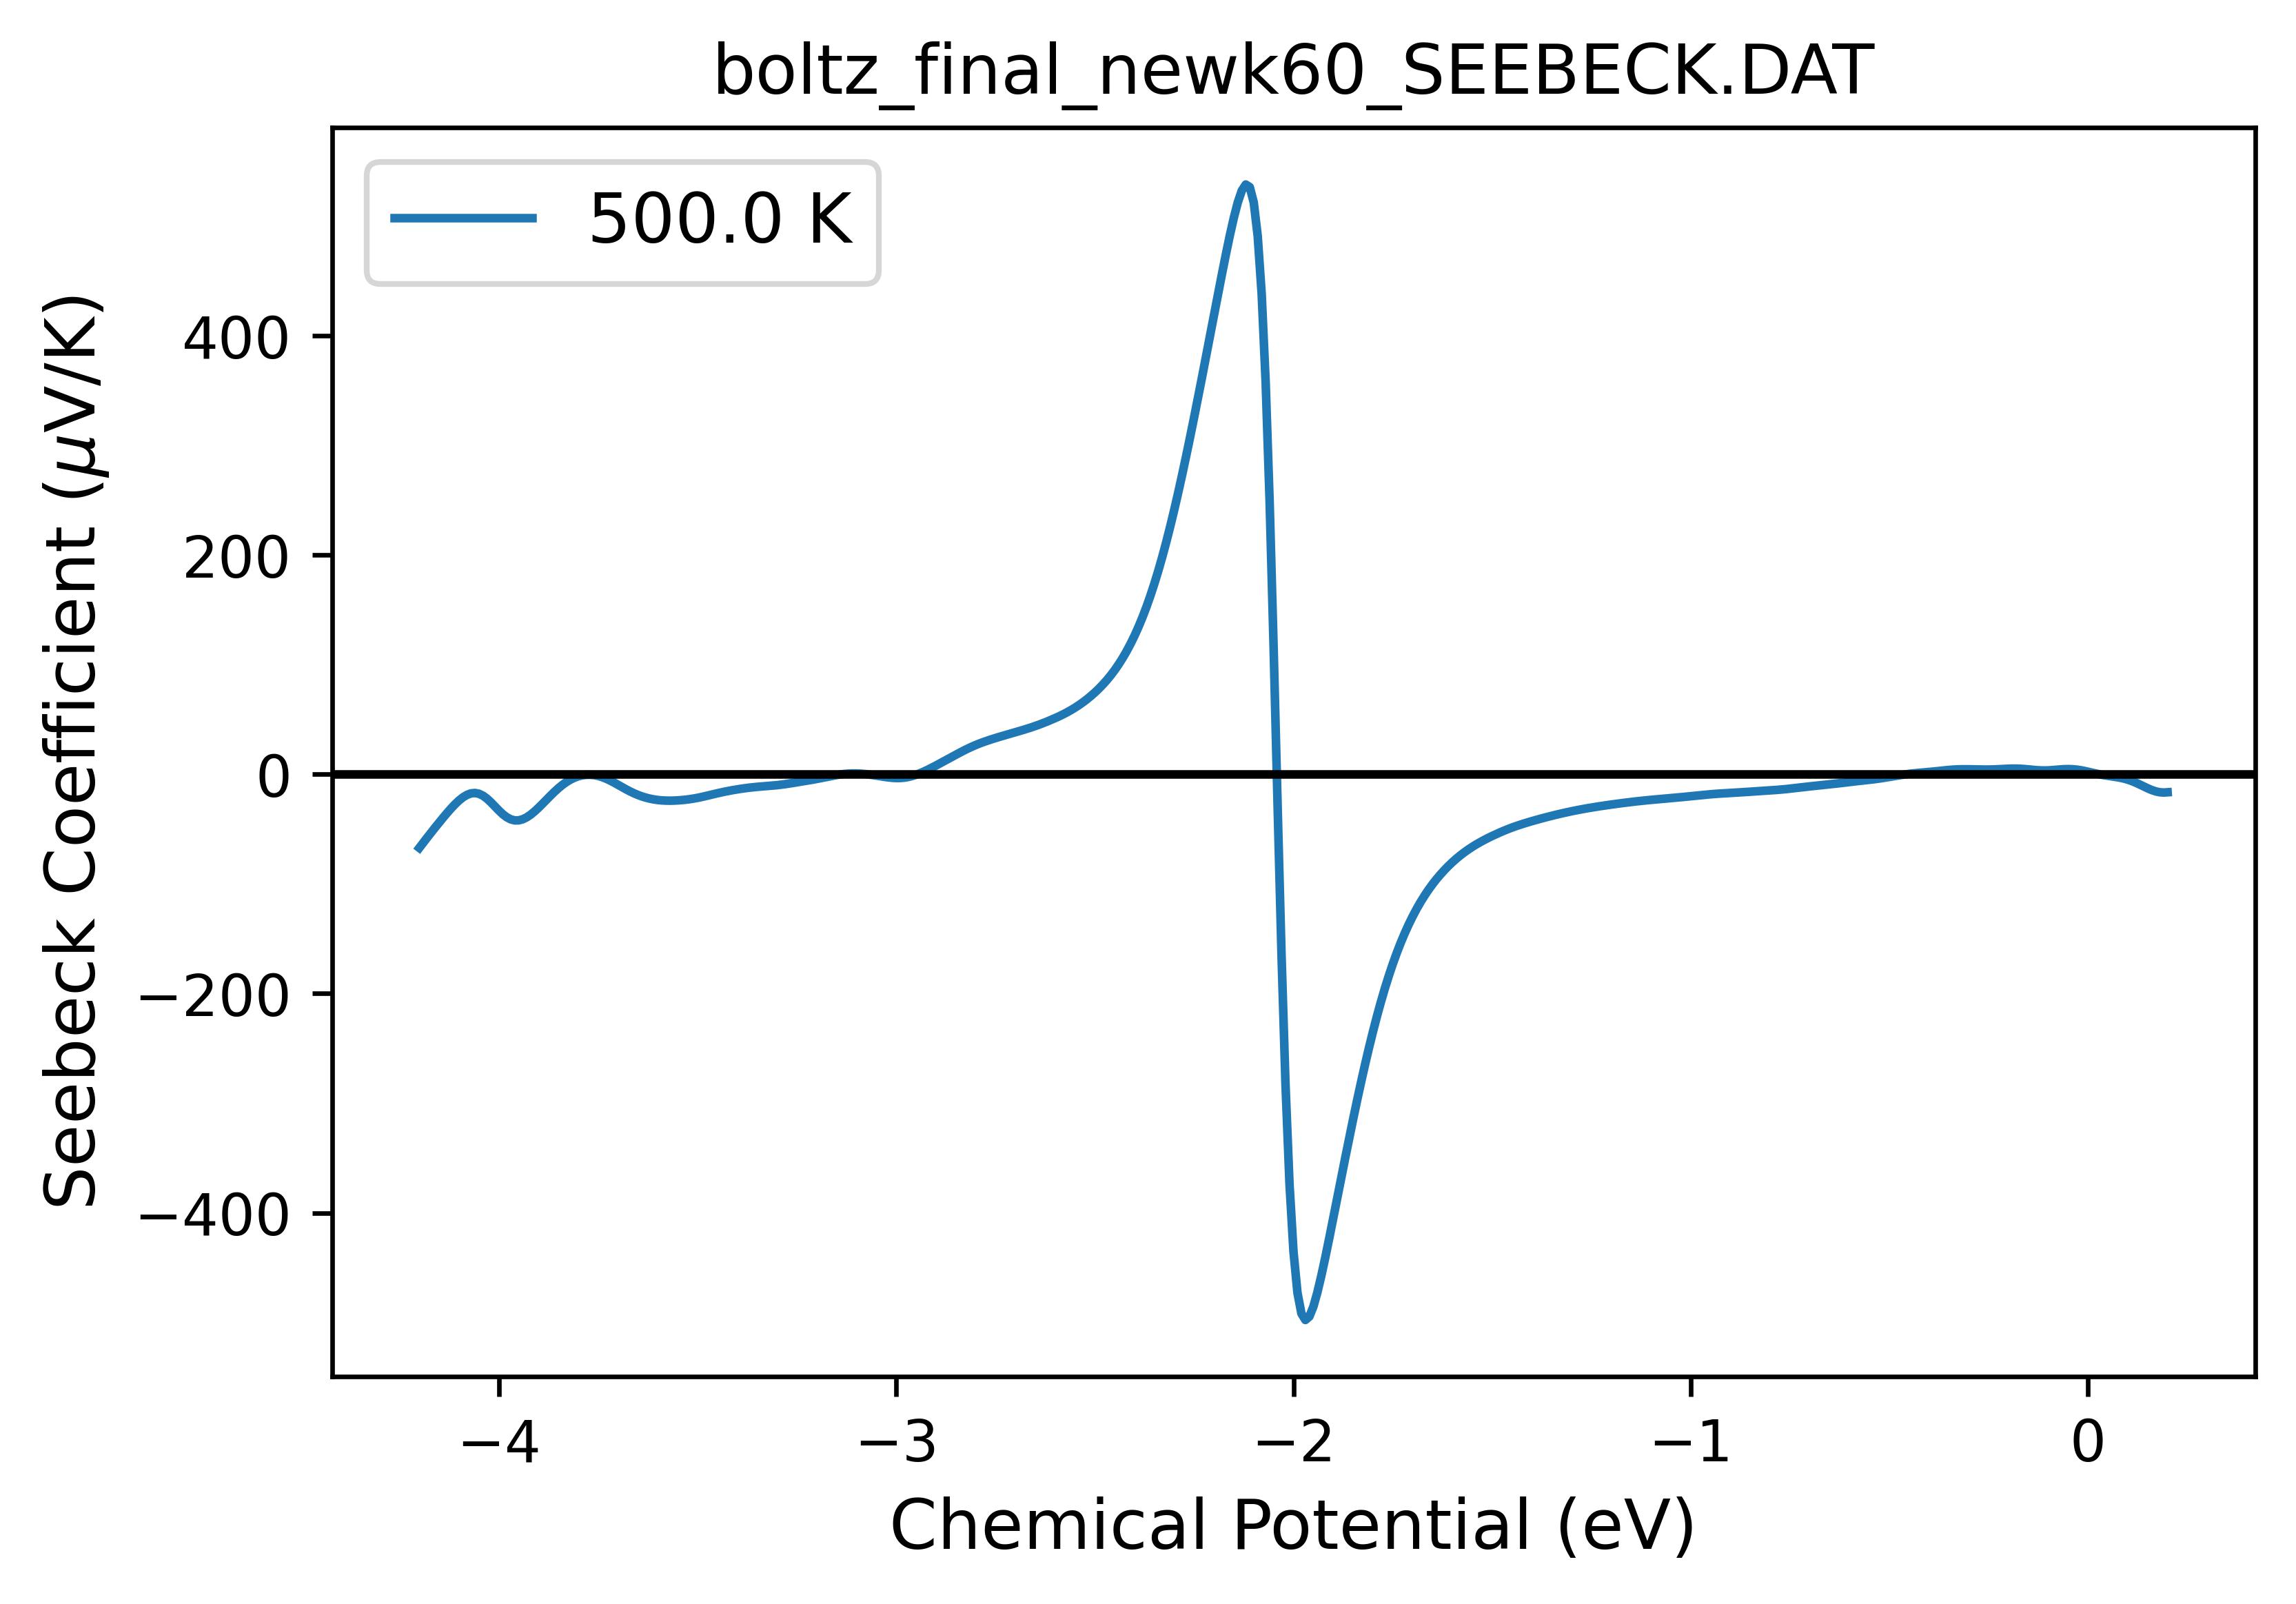 boltz_final_newk60_SEEBECK.DAT
500.0 K
Seebeck Coefficient (μV/K)
400
200
0
−200
−400
−4
−3
−2
−1
0
Chemical Potential (eV)